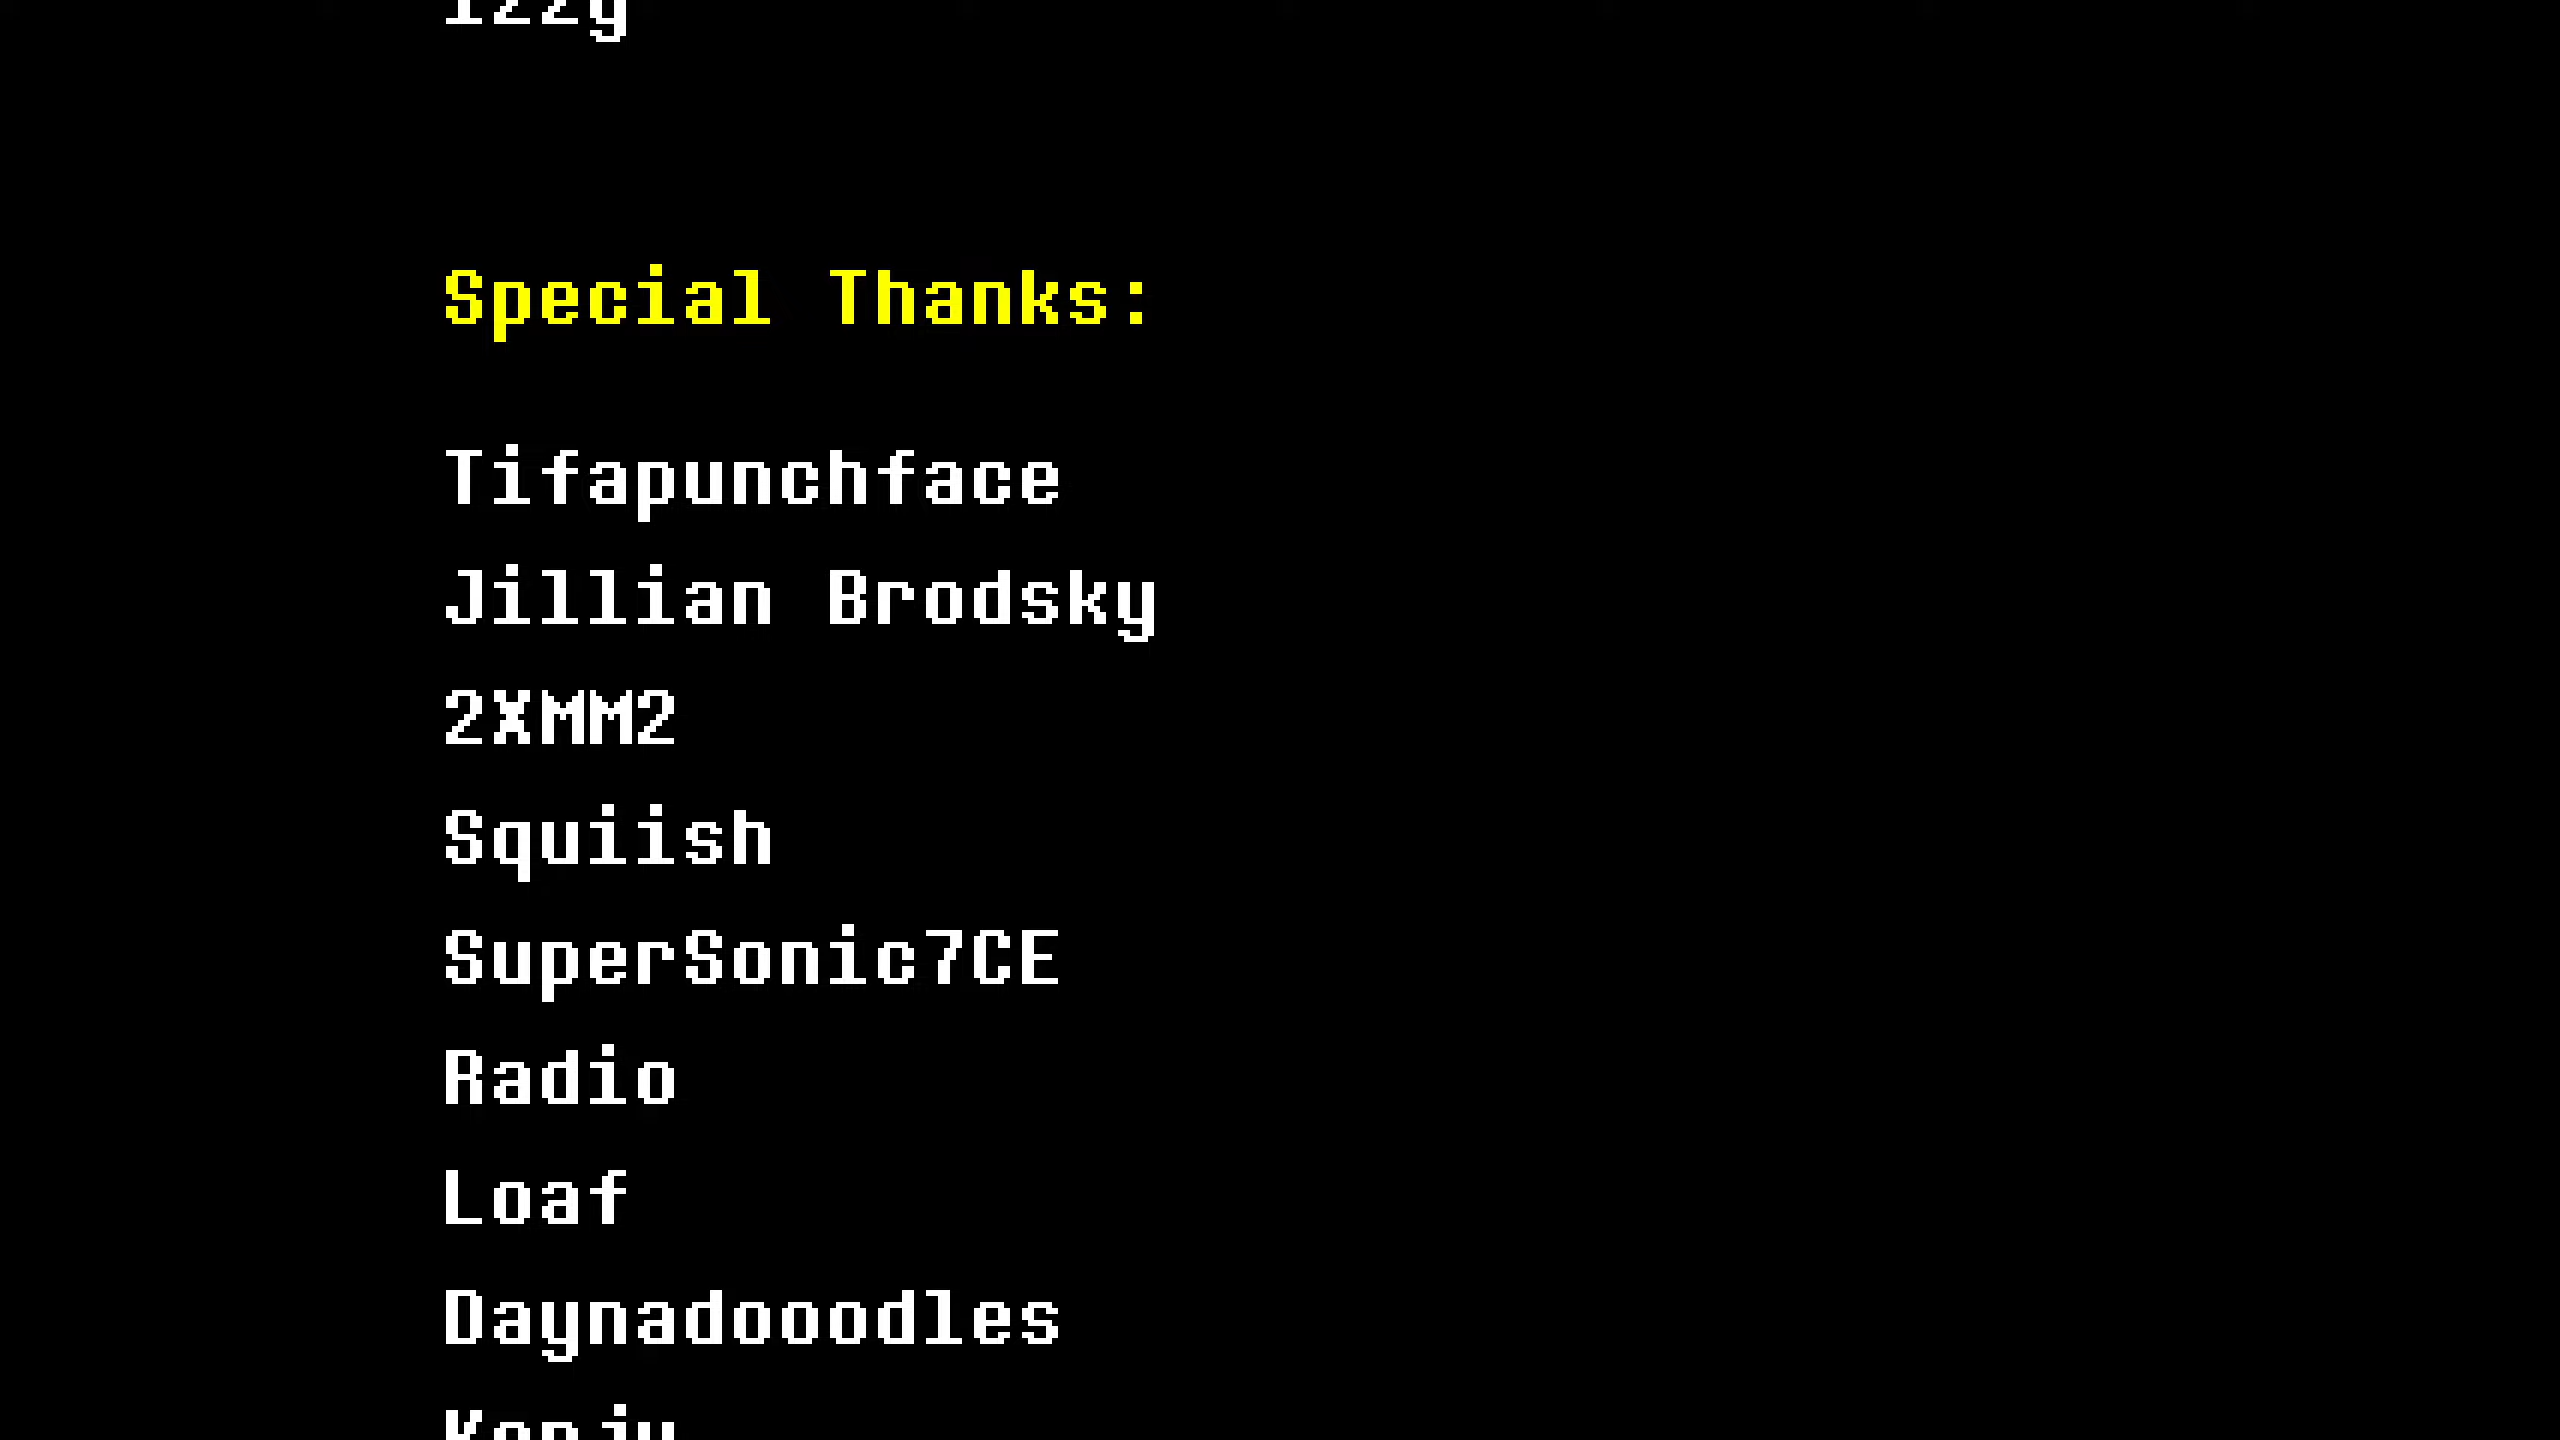 Special Thanks:
Tifapunchface
Jillian Brodsky
2XMM2
Squiish
SuperSonic7CE
Radio
Loaf
Daynadooodles